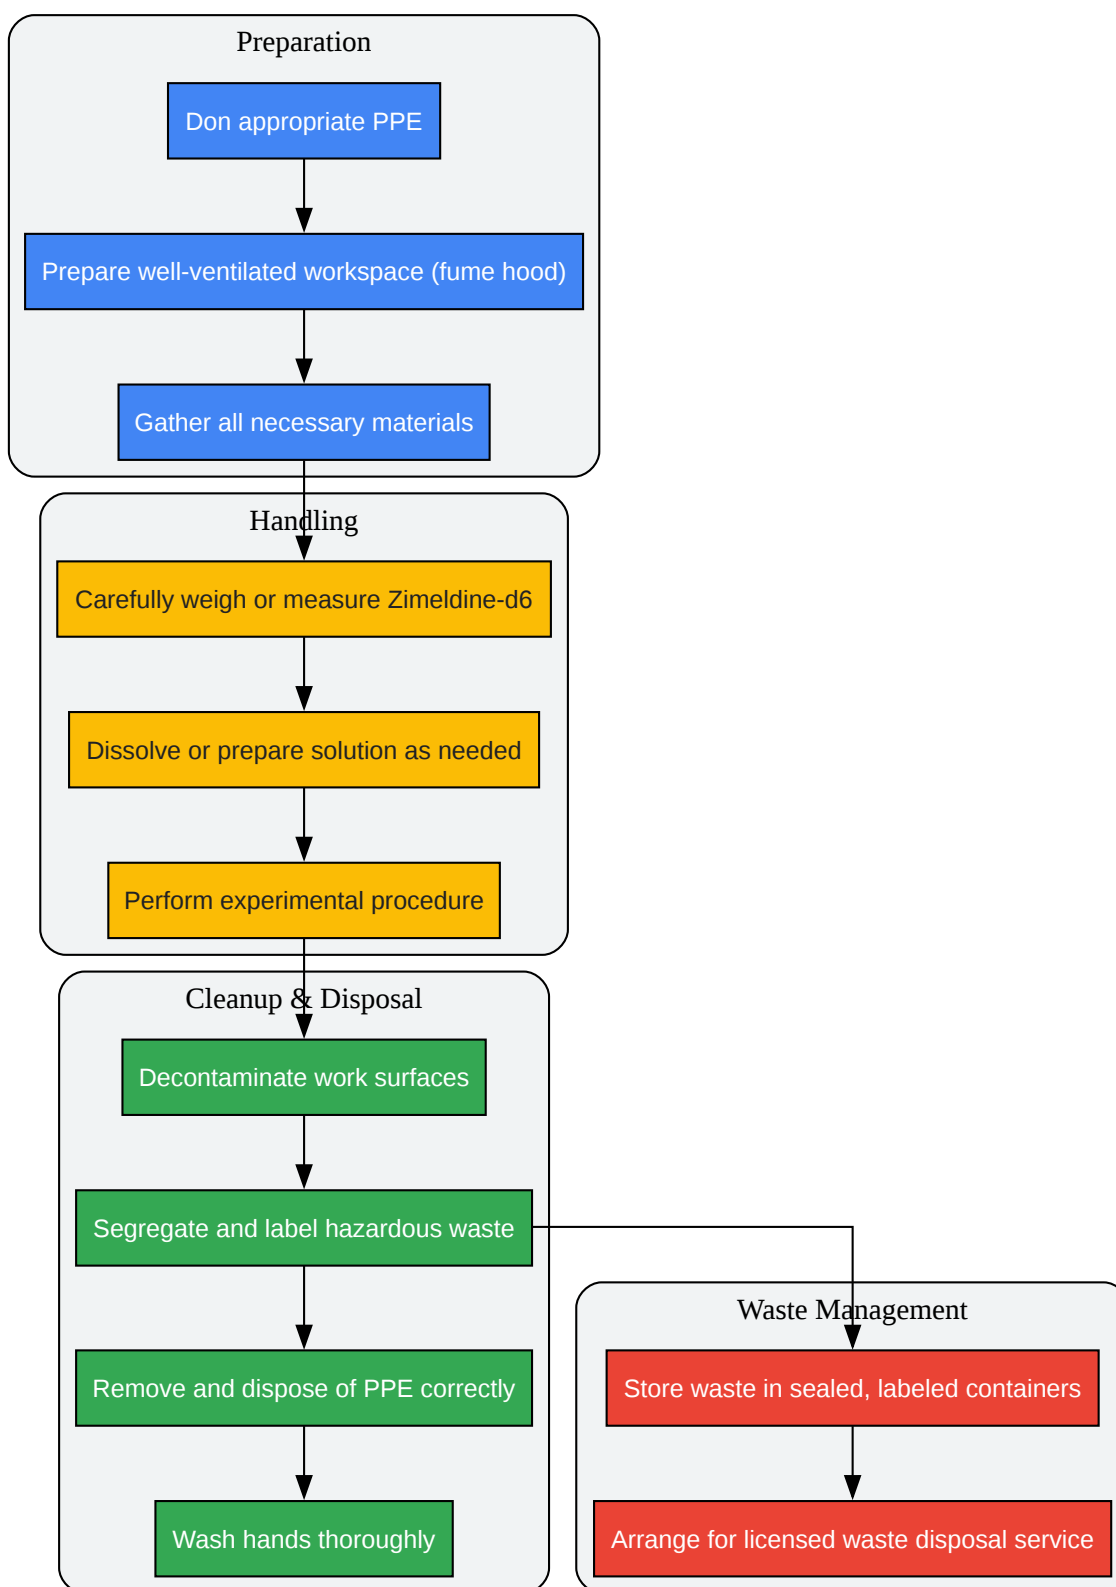 Preparation
Don appropriate PPE
Prepare well-ventilated workspace (fume hood)
Gather all necessary materials
Handling
Carefully weigh or measure Zimeldine-d6
Dissolve or prepare solution as needed
Perform experimental procedure
Cleanup & Disposal
Decontaminate work surfaces
Segregate and label hazardous waste
Remove and dispose of PPE correctly
Wash hands thoroughly
Waste Management
Store waste in sealed, labeled containers
Arrange for licensed waste disposal service